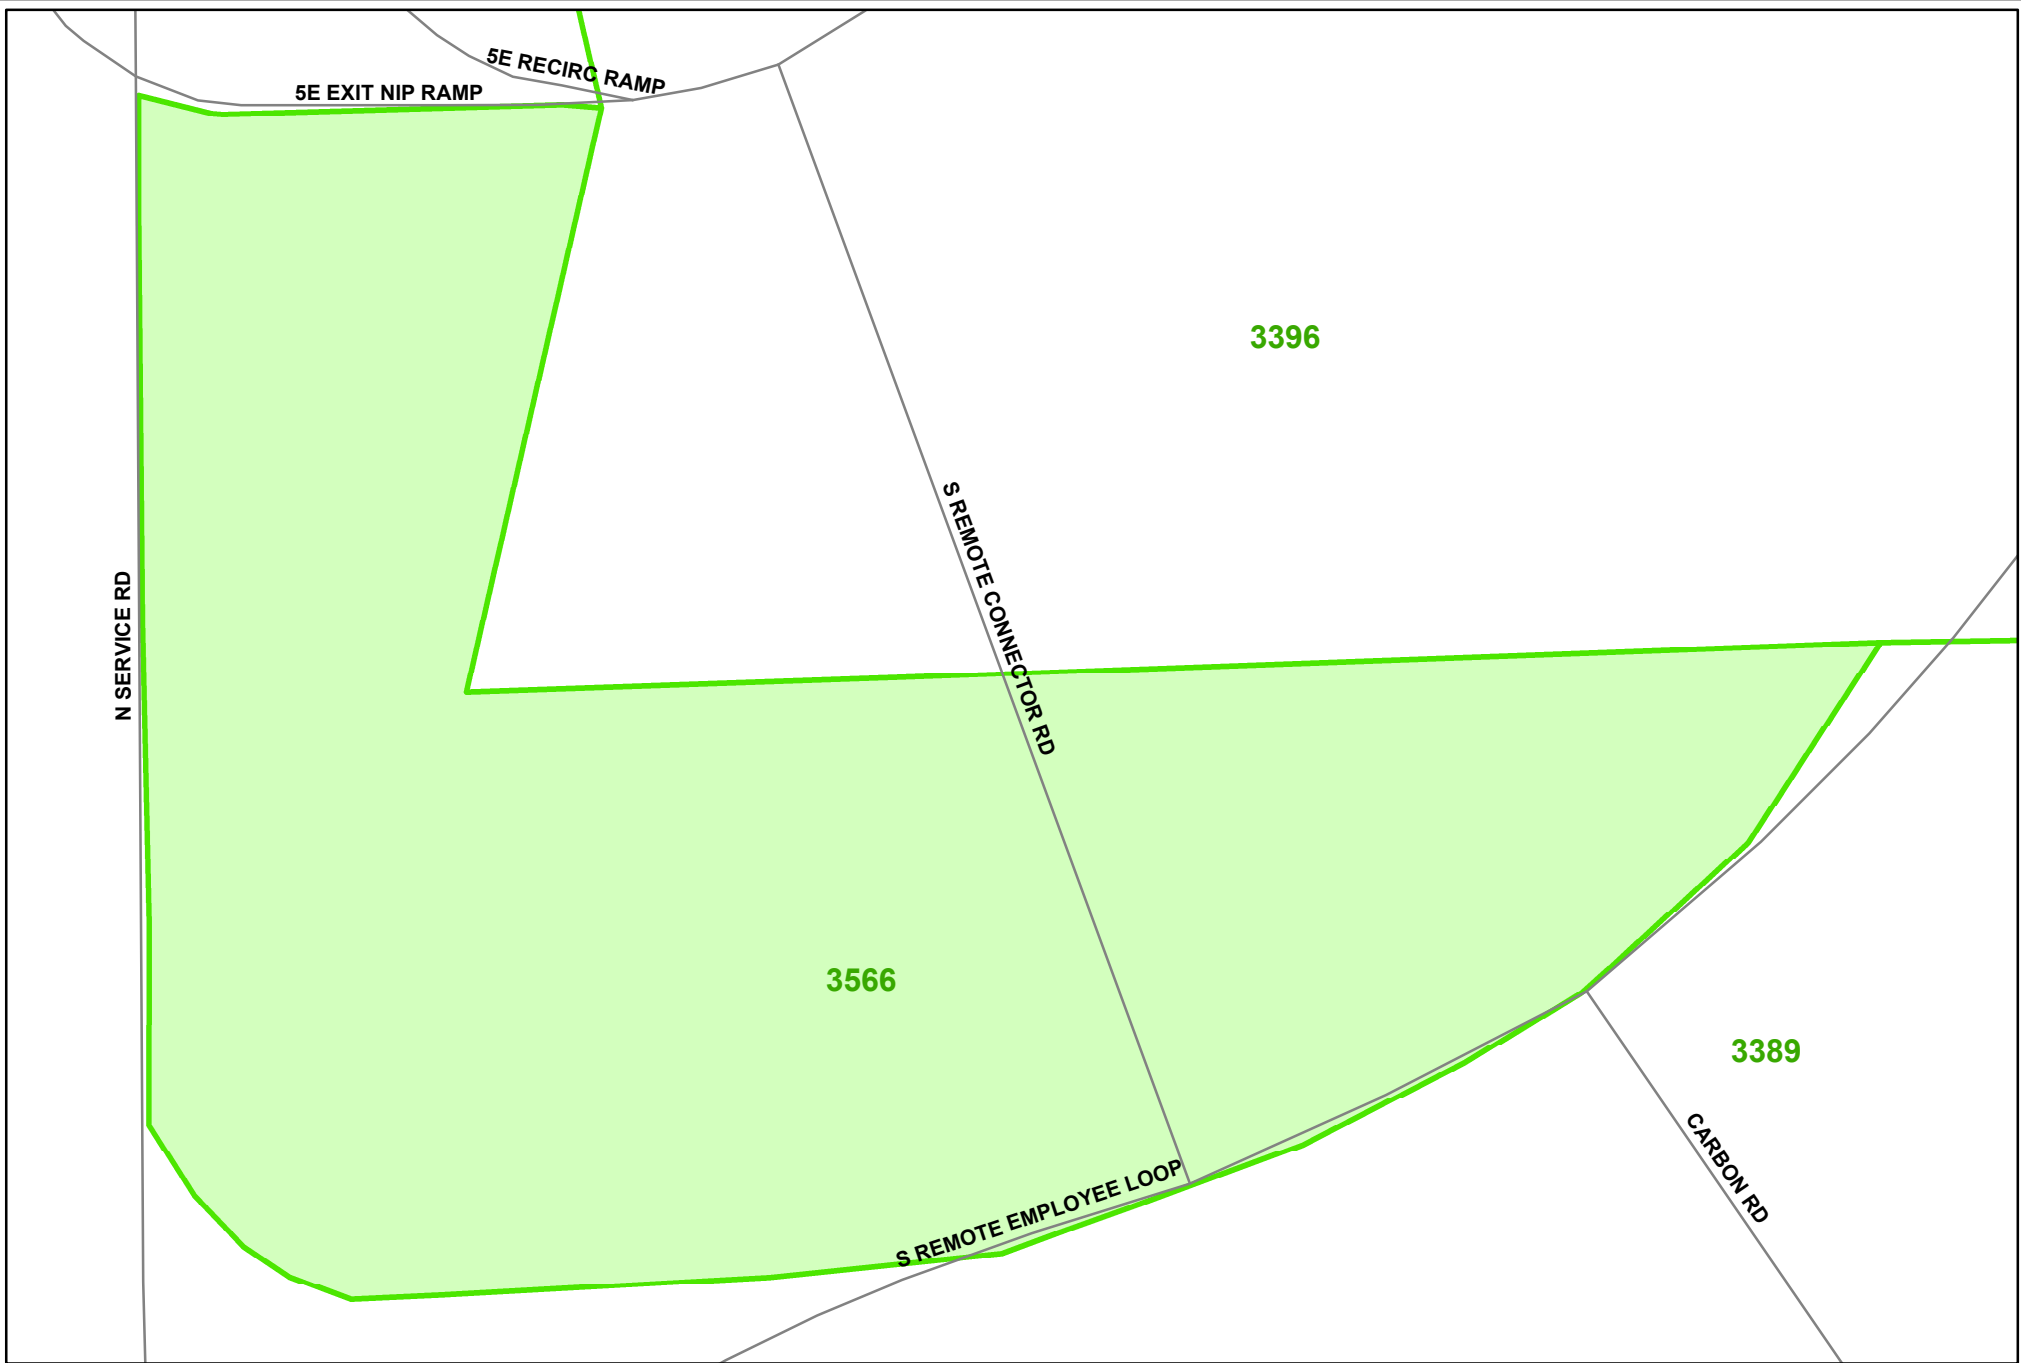 5E RECIRC RAMP
5E EXIT NIP RAMP
3396
S REMOTE CONNECTOR RD
N SERVICE RD
3566
3389
CARBON RD
S REMOTE EMPLOYEE LOOP